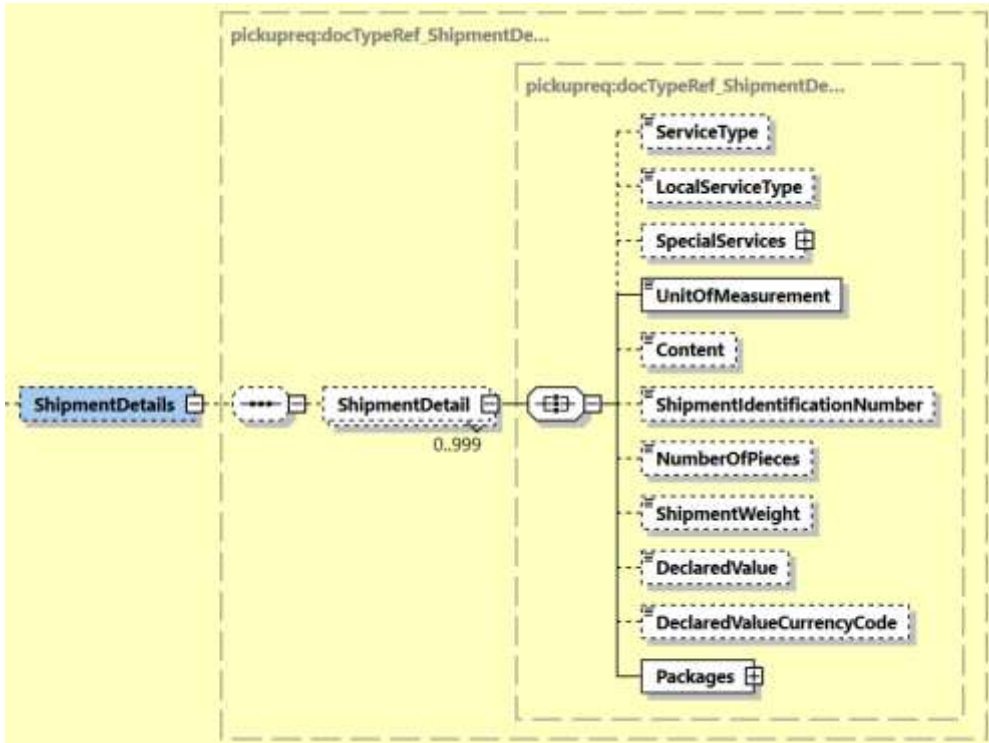 pickupreq:docTypeRef_ShipmentDe...
pickupreq:docTypeRef_ShipmentDe...
ServiceType
LocalServiceType
SpecialServices
UnitOfMeasurement
Content
ShipmentDetails
ShipmentDetail
0..999
ShipmentIdentificationNumber
NumberOfPieces
ShipmentWeight
DeclaredValue
DeclaredValueCurrencyCode
Packages